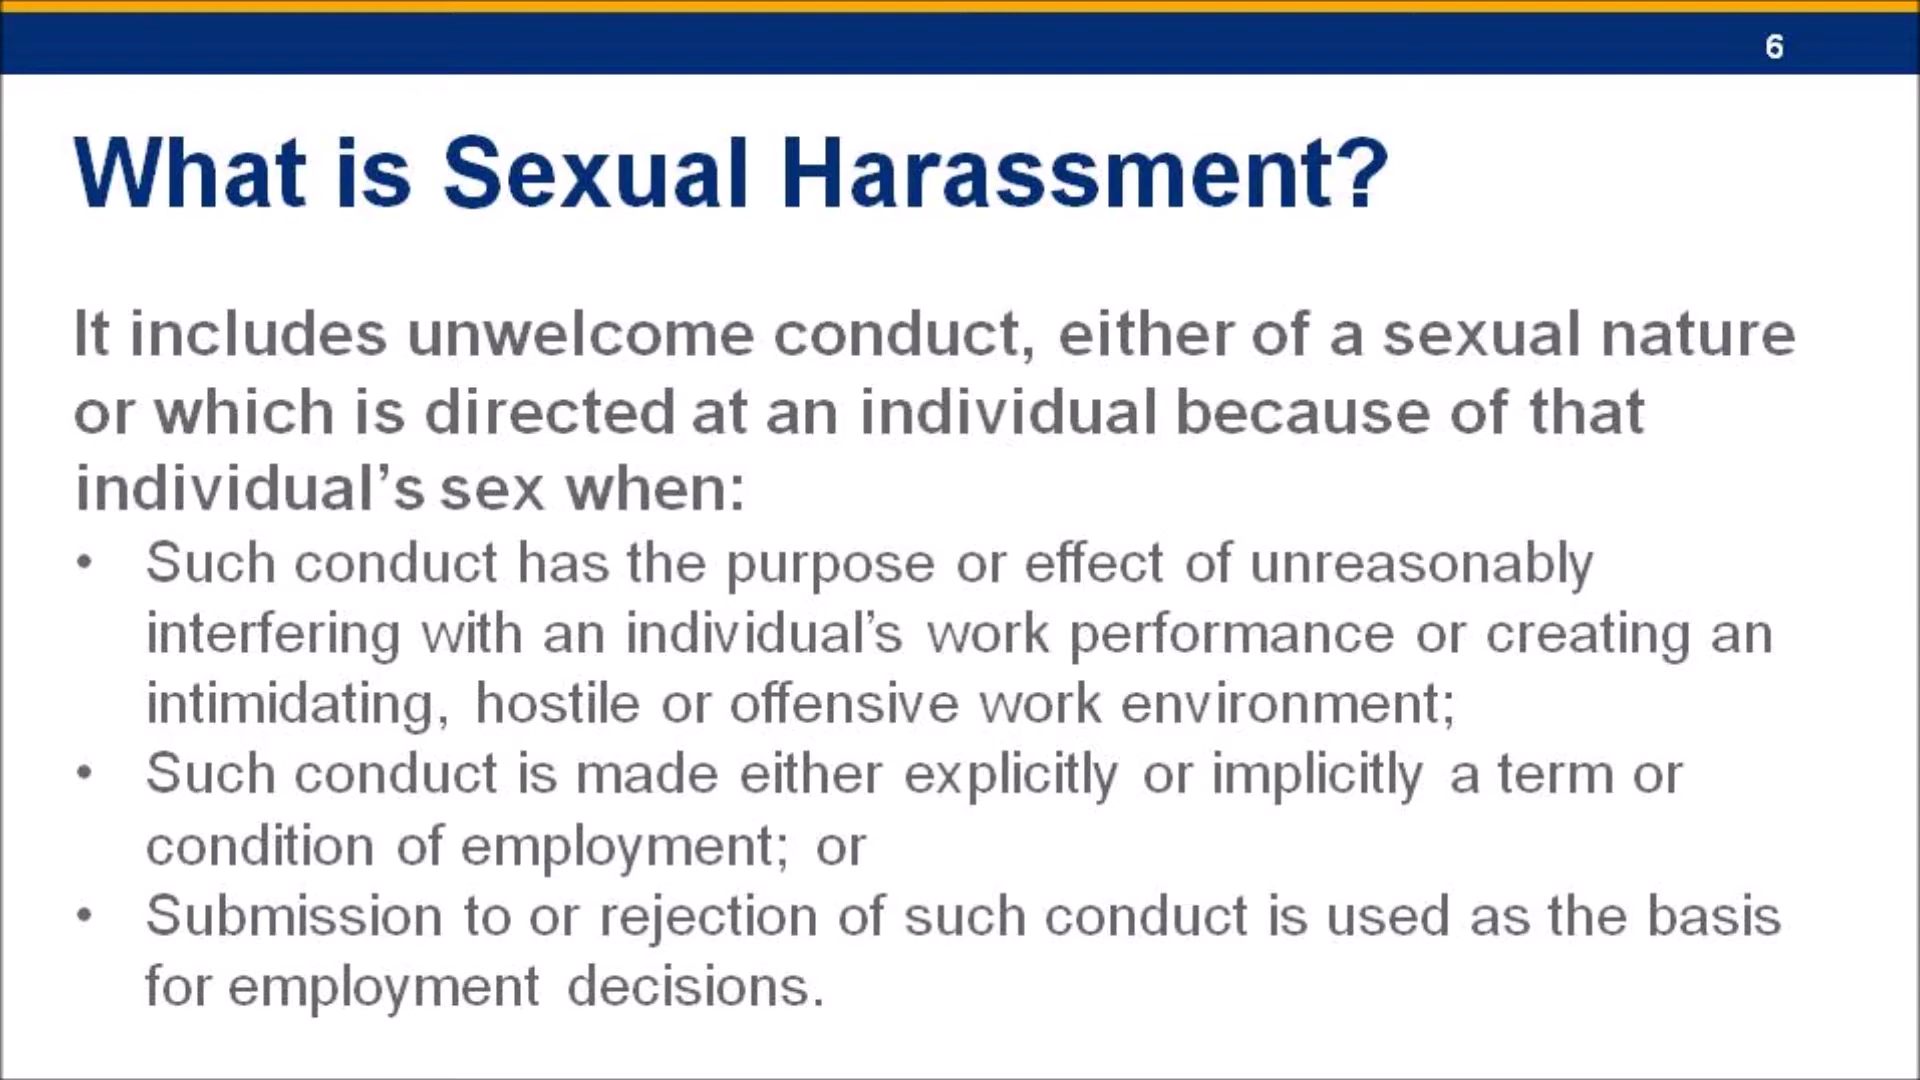 6
What is Sexual Harassment?
It includes unwelcome conduct, either of a sexual nature
or which is directed at an individual because of that
individual’s sex when:
• Such conduct has the purpose or effect of unreasonably
interfering with an individual’s work performance or creating an
intimidating, hostile or offensive work environment;
• Such conduct is made either explicitly or implicitly a term or
condition of employment; or
• Submission to or rejection of such conduct is used as the basis
for employment decisions.